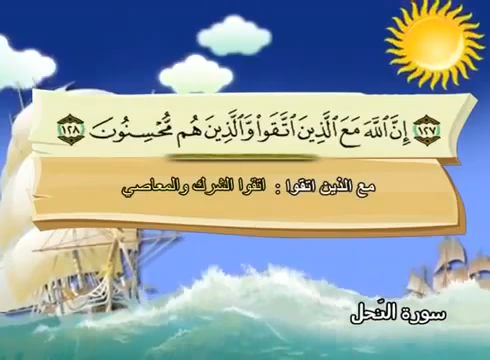 ١٢٧ إِنَّ ٱللَّهَ مَعَ ٱلَّذِينَ ٱتَّقَوا۟ وَّٱلَّذِينَ هُم مُّحْسِنُونَ ١٢٨
مع الذين اتقوا : اتقوا الشرك والمعاصي
سورة النّحل